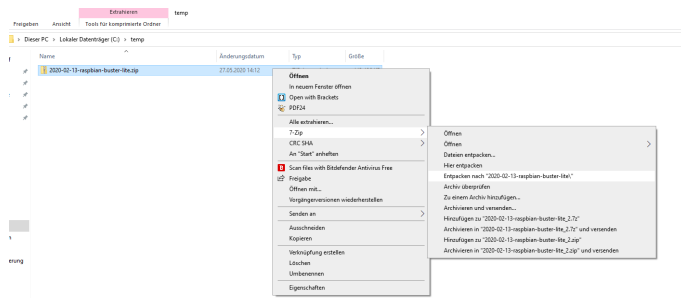 Extrahieren
temp
Freigeben Ansicht Tools für komprimierte Ordner
Dieser PC > Lokaler Datenträger (C:) > temp
Name Änderungsdatum Typ Größe
2020-02-13-raspbian-buster-lite.zip 27.05.2020 14:12
Öffnen
In neuem Fenster öffnen
Open with Brackets
PDF24
Alle extrahieren...
7-Zip
CRC SHA
An "Start" anheften
Scan files with Bitdefender Antivirus Free
Freigabe
Öffnen mit...
Vorgängerversionen wiederherstellen
Senden an
Ausschneiden
Kopieren
Verknüpfung erstellen
Löschen
Umbenennen
Eigenschaften
Öffnen
Öffnen
Dateien entpacken...
Hier entpacken
Entpacken nach "2020-02-13-raspbian-buster-lite\"
Archiv überprüfen
Zu einem Archiv hinzufügen...
Archivieren und versenden...
Hinzufügen zu "2020-02-13-raspbian-buster-lite_2.7z"
Archivieren in "2020-02-13-raspbian-buster-lite_2.7z" und versenden
Hinzufügen zu "2020-02-13-raspbian-buster-lite_2.zip"
Archivieren in "2020-02-13-raspbian-buster-lite_2.zip" und versenden
erung